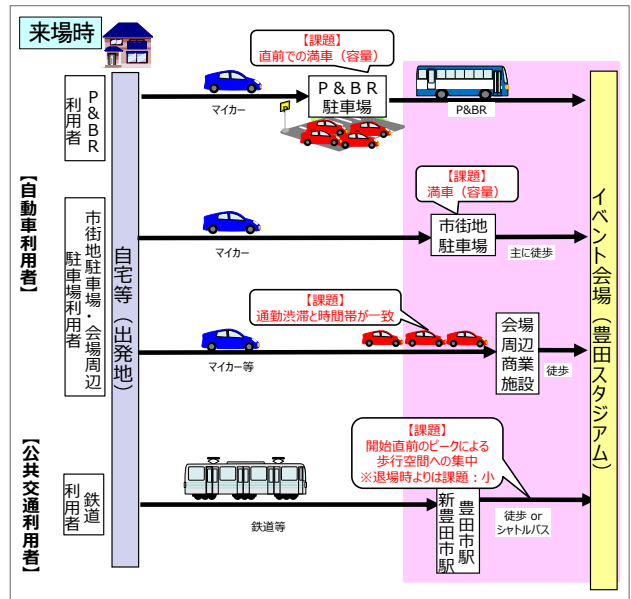 来場時
【課題】
直前での満車（容量）
P＆BR
利用者
マイカー
P＆BR
駐車場
P&BR
【自動車利用者】
市街地駐車場・会場周辺
駐車場利用者
自宅等（出発地）
マイカー
【課題】
満車（容量）
市街地
駐車場
主に徒歩
イベント会場（豊田スタジアム）
【課題】
通勤渋滞と時間帯が一致
マイカー等
会場
周辺
商業
施設
徒歩
【公共交通利用者】
鉄道
利用者
鉄道等
【課題】
開始直前のピークによる
歩行空間への集中
※退場時よりは課題：小
豊田市駅
新豊田市駅
徒歩 or
シャトルバス